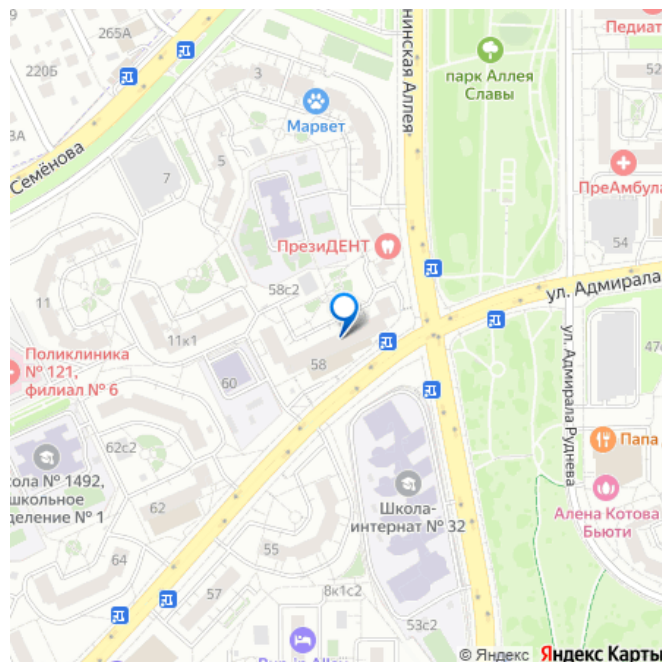 265А
Педиат
220Б
3
52
парк Аллея
Славы
нинская Аллея
Марвет
3А
Семёнова
5
7
ПреАмбула
54
ПрезиДЕНТ
58с2
ул. Адмирала
11
11к1
47
Поликлиника
№ 121,
филиал № 6
58
60
ул. Адмирала Руднева
62с2
Папа
кола № 1492,
школьное
деление № 1
62
Школа-
интернат № 32
Алена Котова
Бьюти
55
64
57
8к1с2
53с2
© Яндекс Яндекс Карты